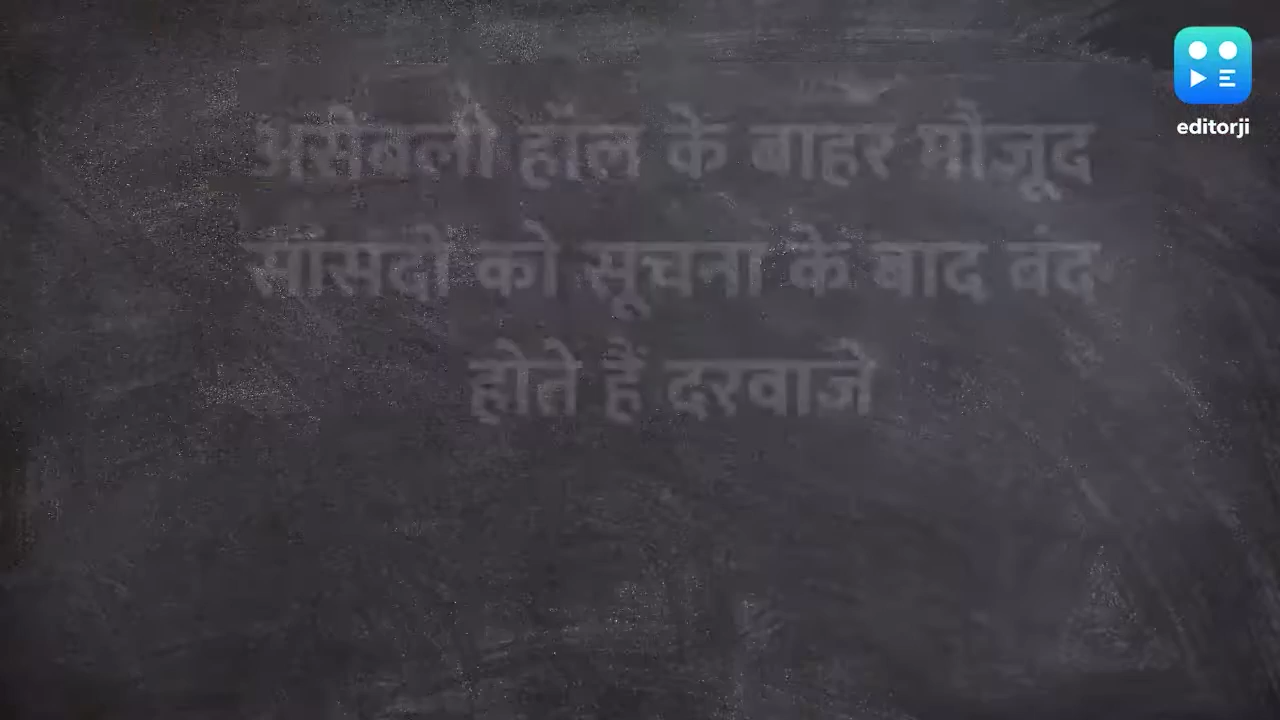 असेंबली हॉल के बाहर मौजूद
सांसदों को सूचना के बाद बंद
होते हैं दरवाजे
editorji